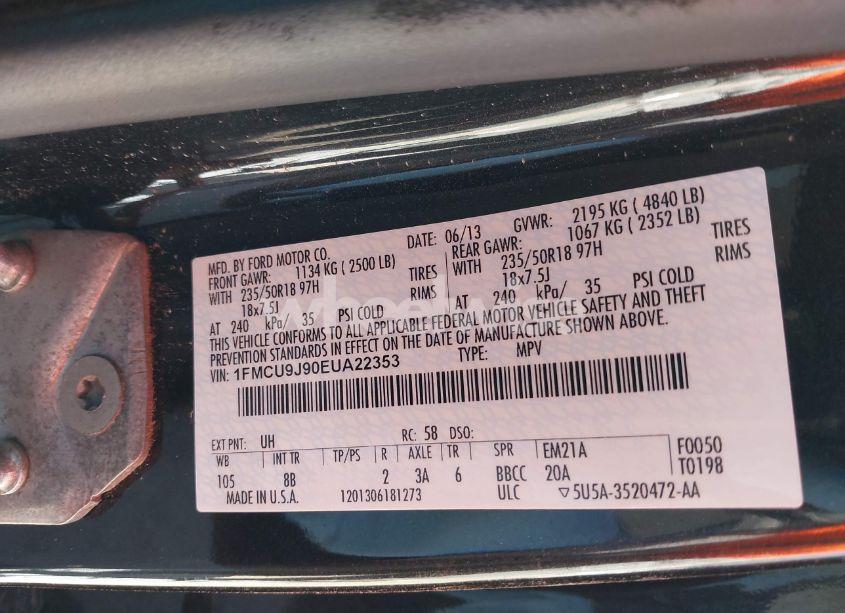 MFD. BY FORD MOTOR CO. DATE: 06/13 GVWR: 2195 KG ( 4840 LB)
FRONT GAWR: 1134 KG ( 2500 LB) REAR GAWR: 1067 KG ( 2352 LB)
WITH 235/50R18 97H TIRES WITH 235/50R18 97H TIRES
18x7.5J RIMS 18x7.5J RIMS
AT 240 kPa/ 35 PSI COLD AT 240 kPa/ 35 PSI COLD
THIS VEHICLE CONFORMS TO ALL APPLICABLE FEDERAL MOTOR VEHICLE SAFETY AND THEFT
PREVENTION STANDARDS IN EFFECT ON THE DATE OF MANUFACTURE SHOWN ABOVE.
VIN: 1FMCU9J90EUA22353 TYPE: MPV
EXT PNT: UH RC: 58 DSO:
WB INT TR TP/PS R AXLE TR SPR EM21A F0050
105 8B 2 3A 6 BBCC 20A T0198
MADE IN U.S.A. 1201306181273 ULC ▽5U5A-3520472-AA